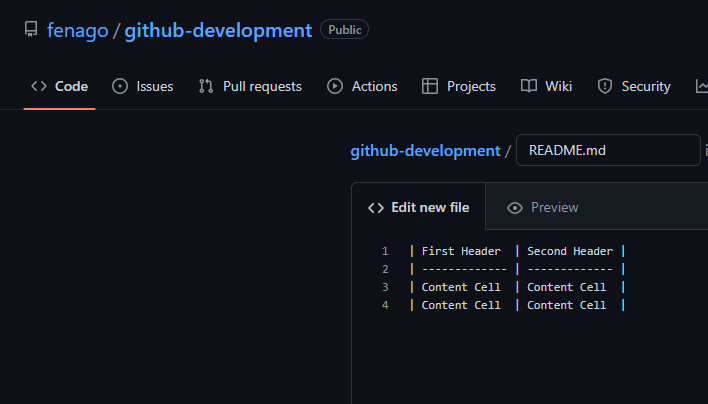 fenago / github-development Public
Code Issues Pull requests Actions Projects Wiki Security
github-development / README.md
Edit new file Preview
1 | First Header | Second Header |
2 | ------------- | ------------- |
3 | Content Cell | Content Cell |
4 | Content Cell | Content Cell |